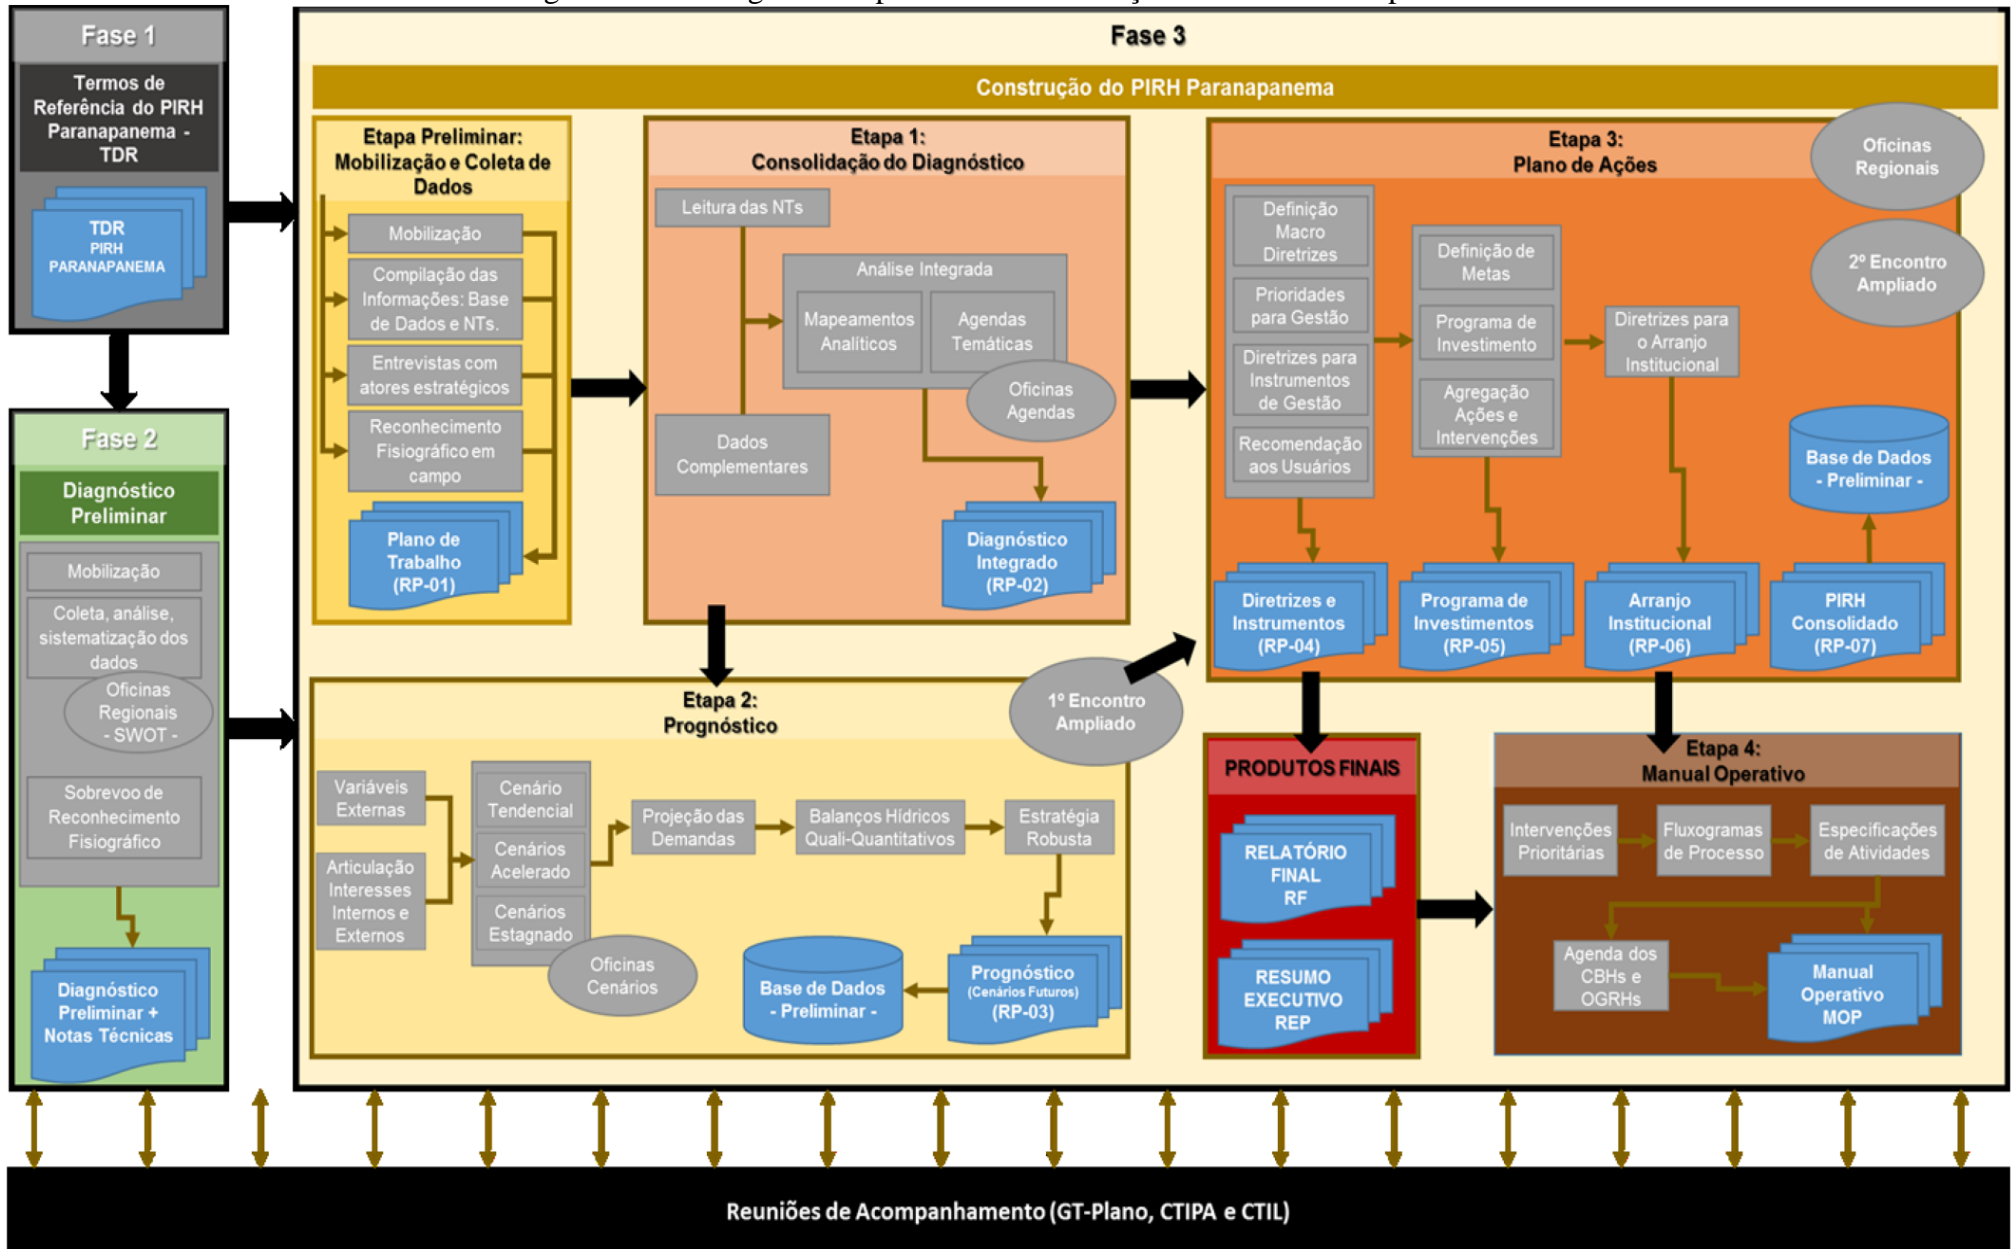 Fase 1
Termos de
Referência do PIRH
Paranapanema -
TDR
TDR
PIRH
PARANAPANEMA
Fase 2
Diagnóstico
Preliminar
Mobilização
Coleta, análise,
sistematização dos
dados
Oficinas
Regionais
- SWOT -
Sobrevoo de
Reconhecimento
Fisiográfico
Diagnóstico
Preliminar +
Notas Técnicas
Fase 3
Construção do PIRH Paranapanema
Etapa Preliminar:
Mobilização e Coleta de
Dados
Mobilização
Compilação das
Informações: Base
de Dados e NTs.
Entrevistas com
atores estratégicos
Reconhecimento
Fisiográfico em
campo
Plano de
Trabalho
(RP-01)
Etapa 1:
Consolidação do Diagnóstico
Leitura das NTs
Análise Integrada
Mapeamentos
Analíticos
Agendas
Temáticas
Oficinas
Agendas
Dados
Complementares
Diagnóstico
Integrado
(RP-02)
Etapa 2:
Prognóstico
1º Encontro
Ampliado
Variáveis
Externas
Articulação
Interesses
Internos e
Externos
Cenário
Tendencial
Cenários
Acelerado
Cenários
Estagnado
Oficinas
Cenários
Projeção das
Demandas
Balanços Hídricos
Quali-Quantitativos
Estratégia
Robusta
Base de Dados
- Preliminar -
Prognóstico
(Cenários Futuros)
(RP-03)
Etapa 3:
Plano de Ações
Oficinas
Regionais
2º Encontro
Ampliado
Definição
Macro
Diretrizes
Prioridades
para Gestão
Diretrizes para
Instrumentos
de Gestão
Recomendação
aos Usuários
Definição de
Metas
Programa de
Investimento
Agregação
Ações e
Intervenções
Diretrizes para
o Arranjo
Institucional
Base de Dados
- Preliminar -
Diretrizes e
Instrumentos
(RP-04)
Programa de
Investimentos
(RP-05)
Arranjo
Institucional
(RP-06)
PIRH
Consolidado
(RP-07)
PRODUTOS FINAIS
RELATÓRIO
FINAL
RF
RESUMO
EXECUTIVO
REP
Etapa 4:
Manual Operativo
Intervenções
Prioritárias
Fluxogramas
de Processo
Especificações
de Atividades
Agenda dos
CBHs e
OGRHs
Manual
Operativo
MOP
Reuniões de Acompanhamento (GT-Plano, CTIPA e CTIL)